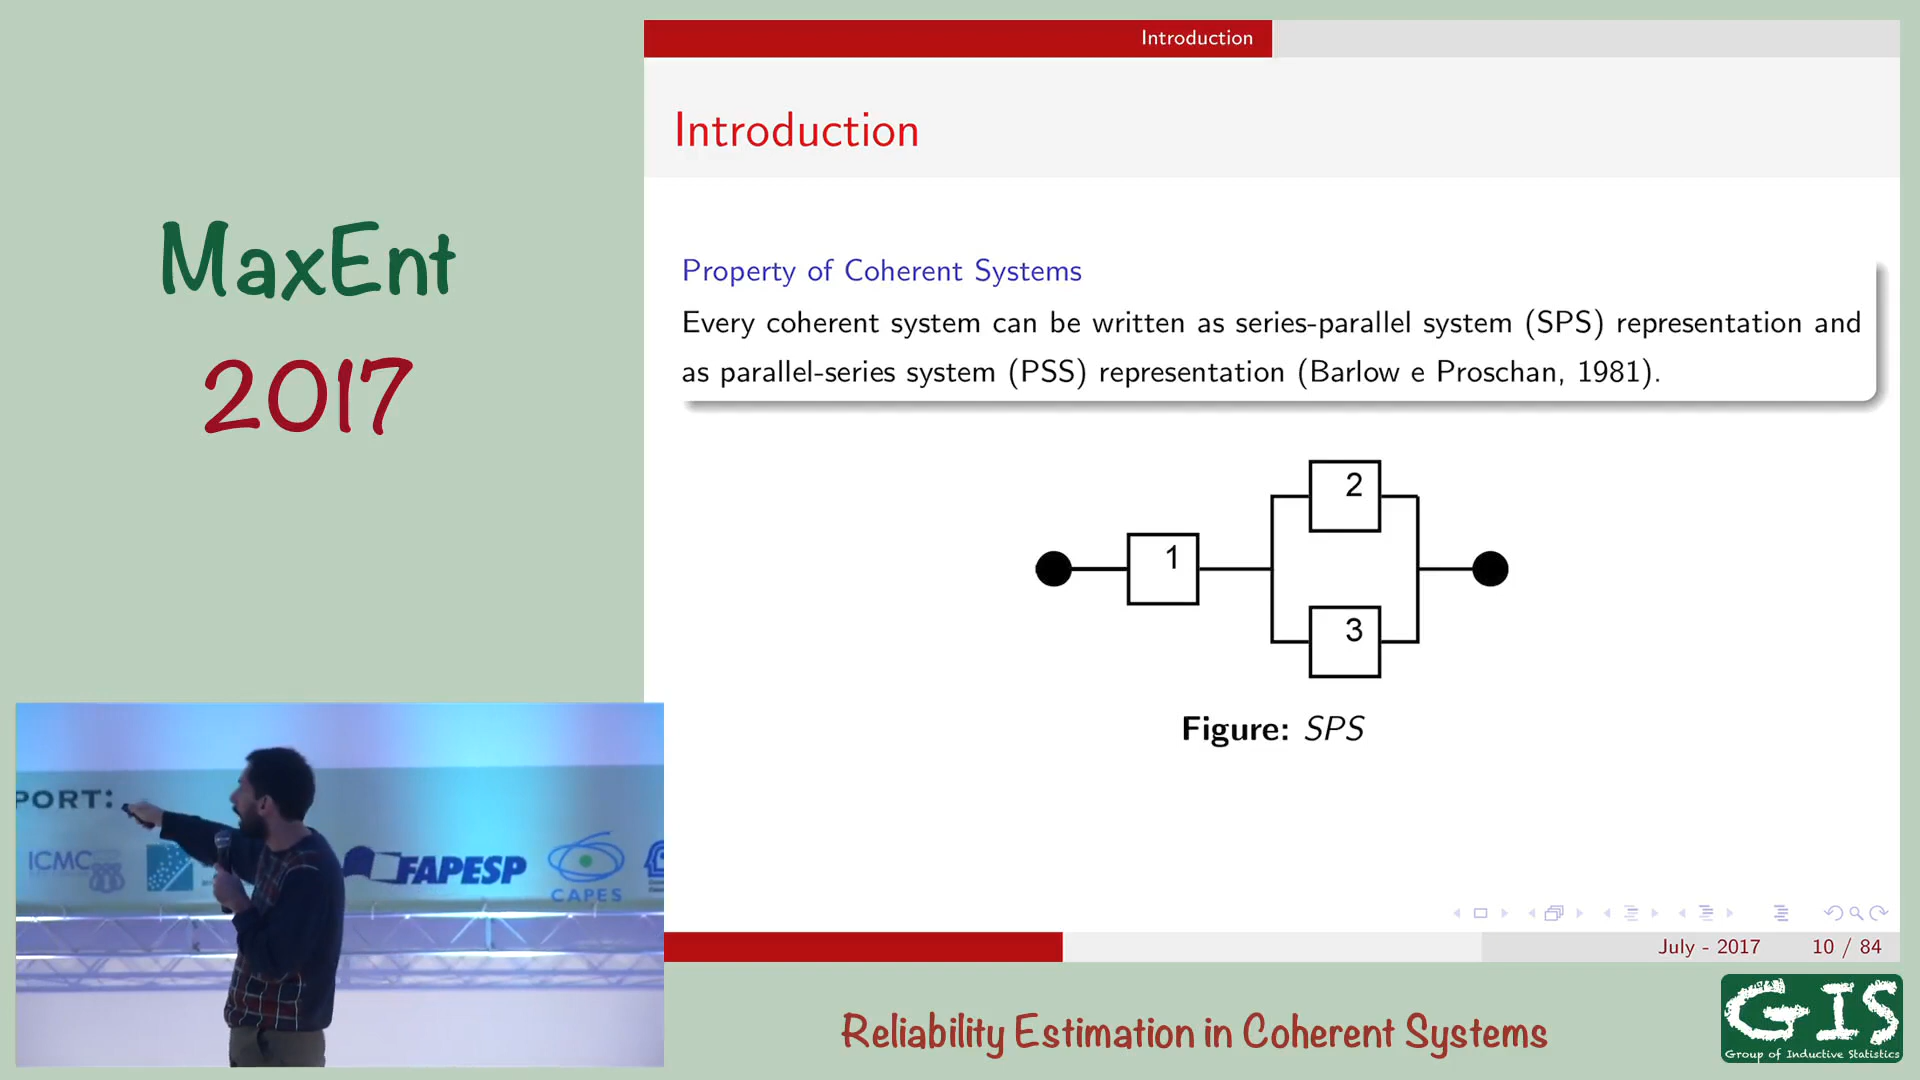 Introduction
Introduction
MaxEnt
2017
Property of Coherent Systems
Every coherent system can be written as series-parallel system (SPS) representation and
as parallel-series system (PSS) representation (Barlow e Proschan, 1981).
1
2
3
Figure: SPS
PORT:
ICMC
FAPESP
CAPES
July - 2017 10 / 84
Reliability Estimation in Coherent Systems
GIS
Group of Inductive Statistics